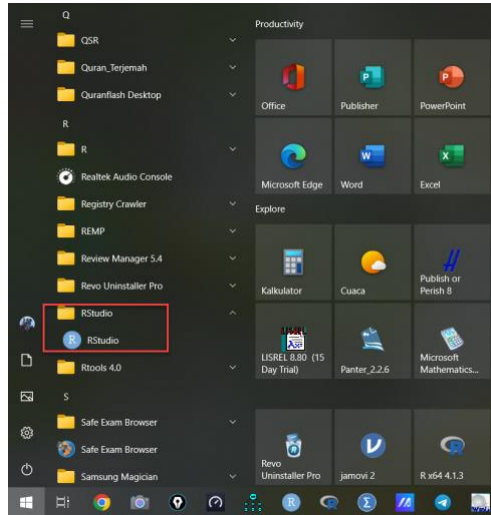 Q
QSR
Quran_Terjemah
Quranflash Desktop
R
R
Realtek Audio Console
Registry Crawler
REMP
Review Manager 5.4
Revo Uninstaller Pro
RStudio
RStudio
Rtools 4.0
S
Safe Exam Browser
Safe Exam Browser
Samsung Magician
Productivity
Office
Publisher
PowerPoint
Microsoft Edge
Word
Excel
Explore
Kalkulator
Cuaca
Publish or
Perish 8
LISREL 8.80 (15
Day Trial)
Panter_2.2.6
Microsoft
Mathematics...
Revo
Uninstaller Pro
jamovi 2
R x64 4.1.3